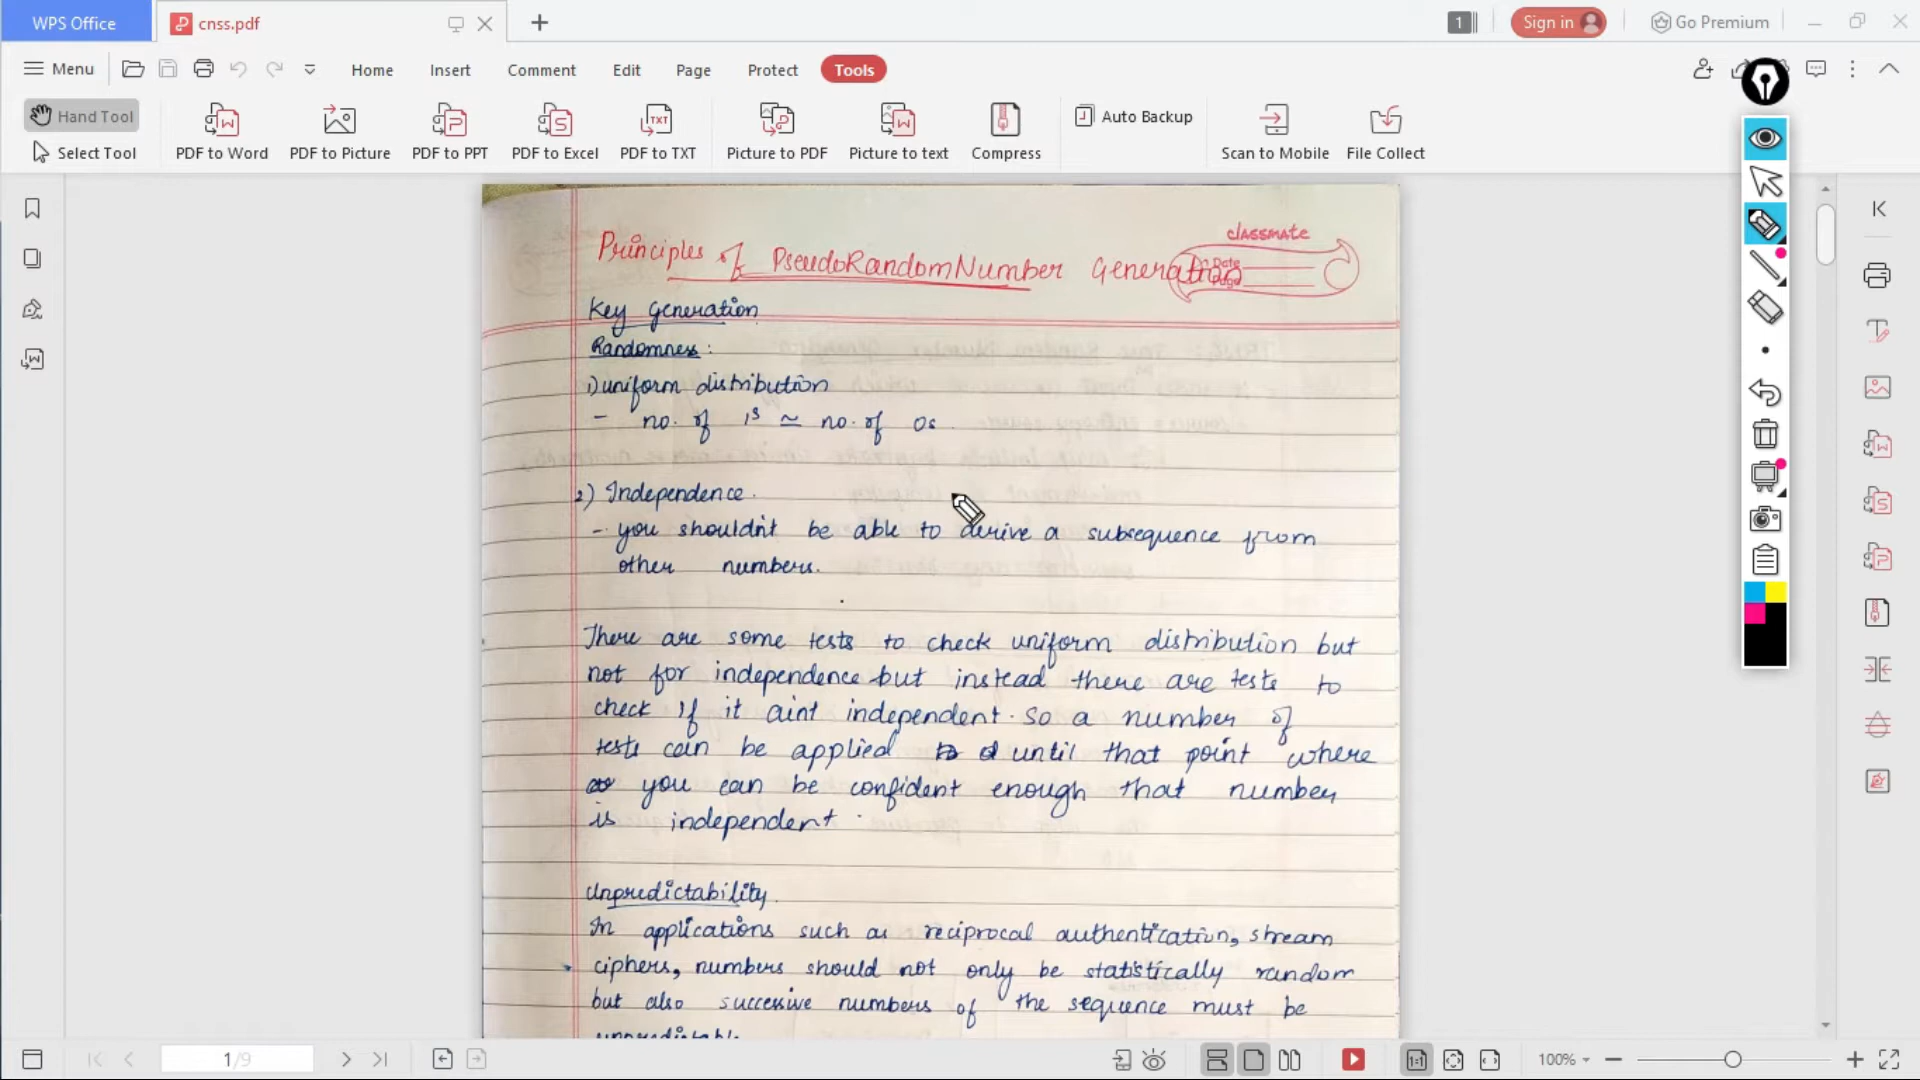 WPS Office
cnss.pdf
1
Sign in
Go Premium
Menu
Home
Insert
Comment
Edit
Page
Protect
Tools
Hand Tool
Select Tool
PDF to Word
PDF to Picture
PDF to PPT
PDF to Excel
PDF to TXT
Picture to PDF
Picture to text
Compress
Auto Backup
Scan to Mobile
File Collect
classmate
Date
Page
Principles of PseudoRandomNumber Generation
Key Generation
Randomness:
1) uniform distribution
- no. of 1s ≃ no. of 0s
2) Independence.
- you shouldn't be able to derive a subsequence from
other numbers.
There are some tests to check uniform distribution but
not for independence but instead there are tests to
check if it aint independent. so a number of
tests can be applied until that point where
you can be confident enough that number
is independent.
Unpredictability.
In applications such as reciprocal authentication, stream
ciphers, numbers should not only be statistically random
but also successive numbers of the sequence must be
unpredictable
1/9
100%
1:1